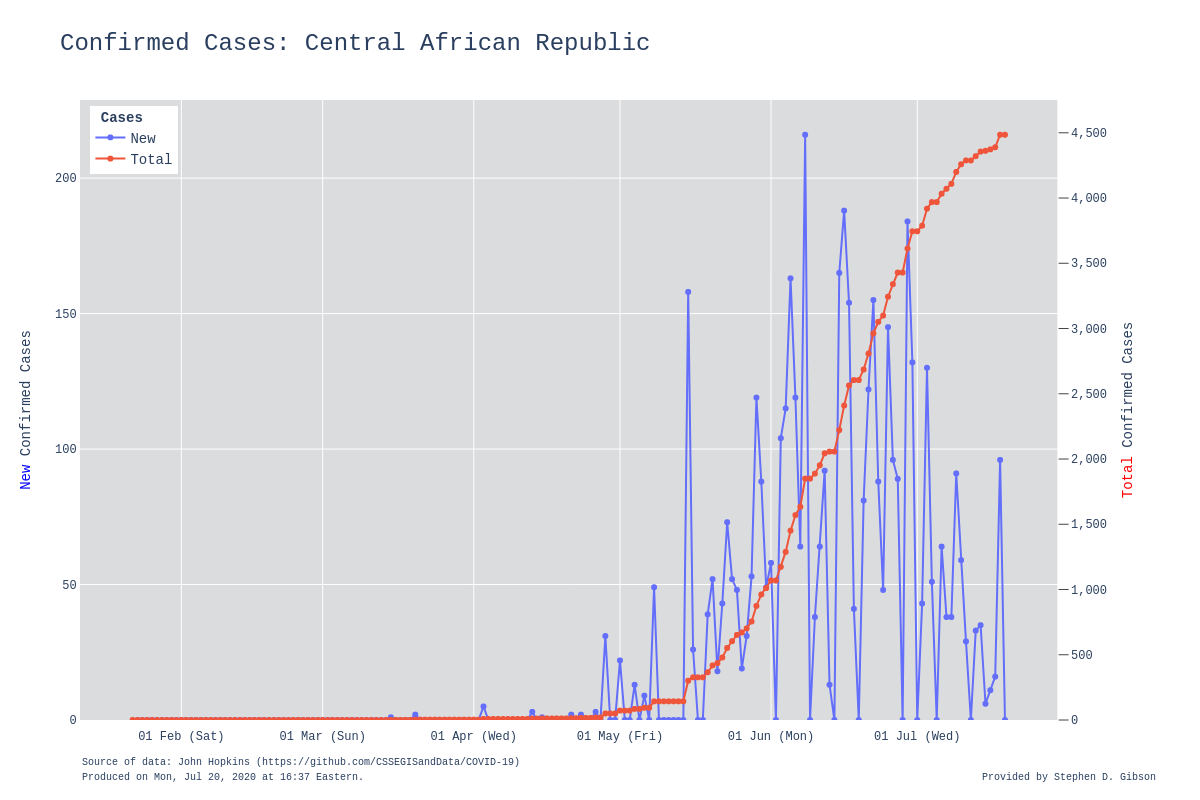 Confirmed Cases: Central African Republic
Cases
New
Total
200
150
100
50
0
4,500
4,000
3,500
3,000
2,500
2,000
1,500
1,000
500
0
New Confirmed Cases
Total Confirmed Cases
01 Feb (Sat)
01 Mar (Sun)
01 Apr (Wed)
01 May (Fri)
01 Jun (Mon)
01 Jul (Wed)
Source of data: John Hopkins (https://github.com/CSSEGISandData/COVID-19)
Produced on Mon, Jul 20, 2020 at 16:37 Eastern.
Provided by Stephen D. Gibson